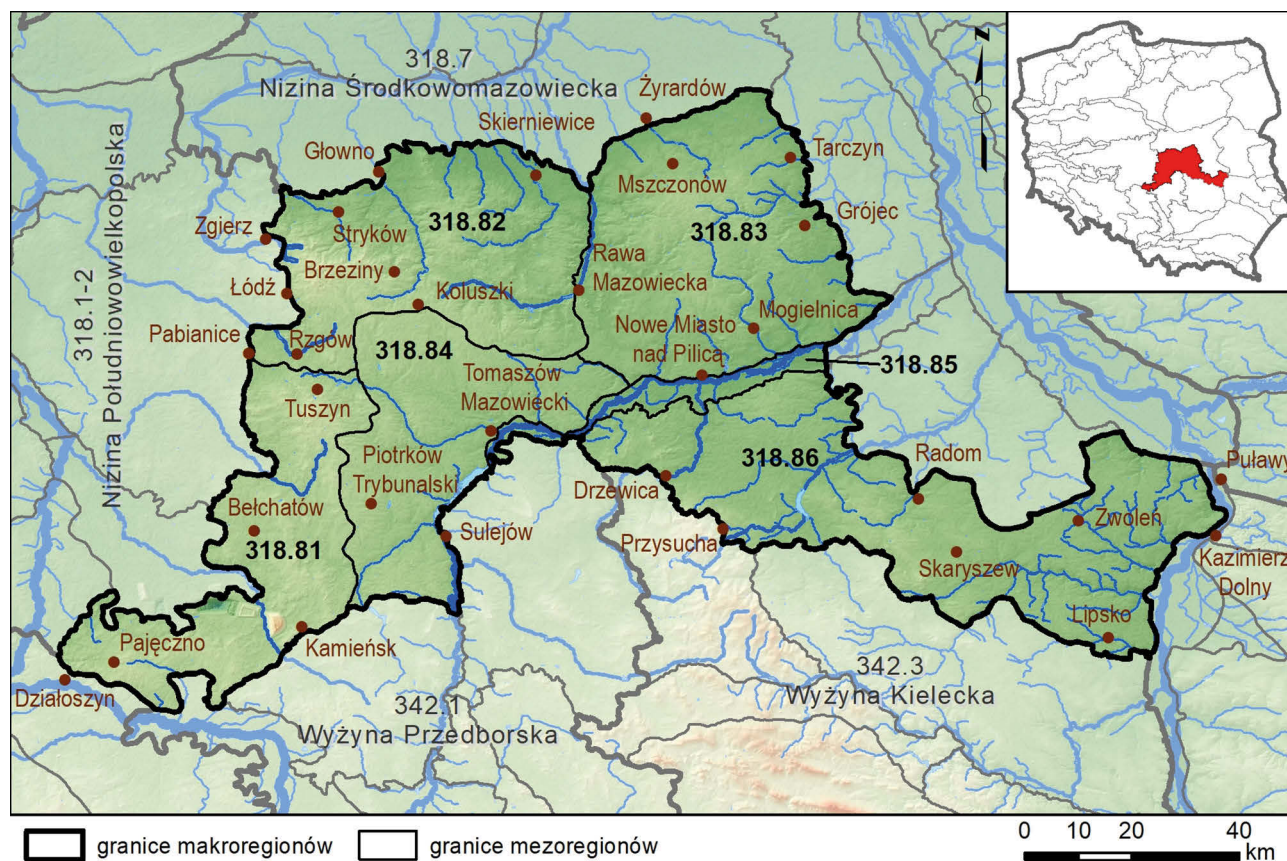 318.7
Nizina Środkowomazowiecka
Żyrardów
Skierniewice
Głowno
Tarczyn
Mszczonów
318.82
318.83
Grójec
Zgierz
Stryków
Rawa
Mazowiecka
Brzeziny
Łódź
Koluszki
318.1-2
Nizina Południowowielkopolska
Pabianice
Rzgów
318.84
Nowe Miasto
nad Pilicą
Mogielnica
318.85
Tomaszów
Mazowiecki
Tuszyn
Piotrków
Trybunalski
318.86
Radom
Puławy
Drzewica
Bełchatów
318.81
Sulejów
Przysucha
Zwoleń
Kazimierz
Dolny
Skaryszew
Lipsko
Pajęczno
Kamieńsk
Działoszyn
342.1
Wyżyna Przedborska
342.3
Wyżyna Kielecka
N
granice makroregionów
granice mezoregionów
0 10 20 40
km